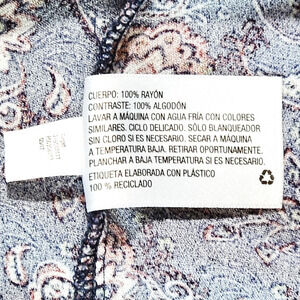 CUERPO: 100% RAYÓN
CONTRASTE: 100% ALGODÓN
LAVAR A MÁQUINA CON AGUA FRÍA CON COLORES
SIMILARES. CICLO DELICADO. SÓLO BLANQUEADOR
SIN CLORO SI ES NECESARIO. SECAR A MÁQUINA
A TEMPERATURA BAJA. RETIRAR OPORTUNAMENTE.
PLANCHAR A BAJA TEMPERATURA SI ES NECESARIO.
ETIQUETA ELABORADA CON PLÁSTICO
100 % RECICLADO